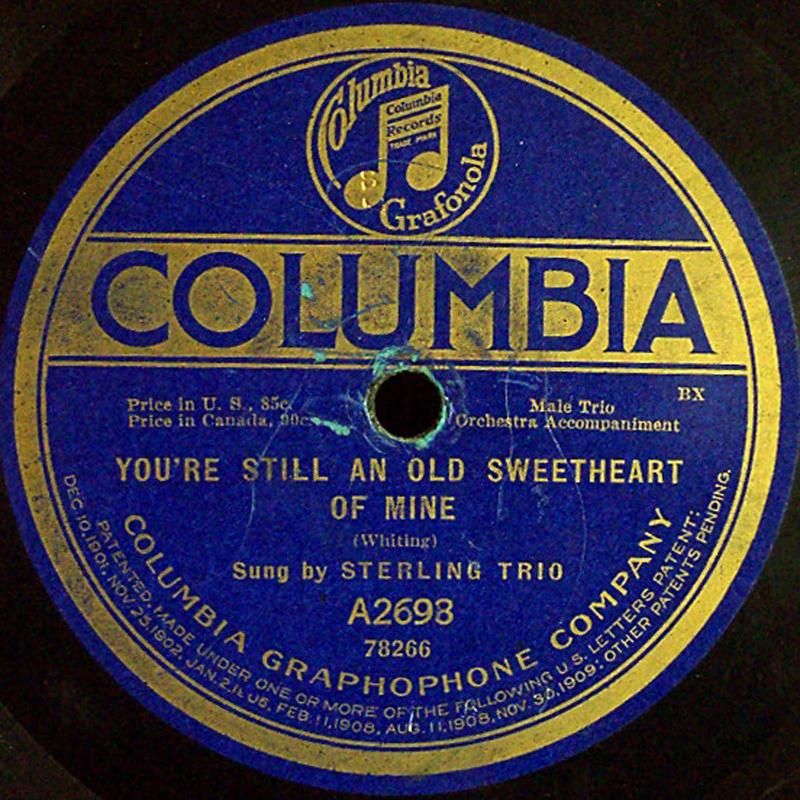 Columbia
Columbia
Records
TRADE MARK
Grafonola
COLUMBIA
Price in U. S., 85c.
Price in Canada, 90c.
BX
Male Trio
Orchestra Accompaniment
YOU'RE STILL AN OLD SWEETHEART
OF MINE
(Whiting)
Sung by STERLING TRIO
A2698
78266
COLUMBIA GRAPHOPHONE COMPANY
PATENTED, MADE UNDER ONE OR MORE OF THE FOLLOWING U.S. LETTERS PATENT:
DEC. 10, 1901, NOV. 25, 1902, JAN. 2, 1906, FEB. 11, 1908, AUG. 11, 1908, NOV. 30, 1909: OTHER PATENTS PENDING.